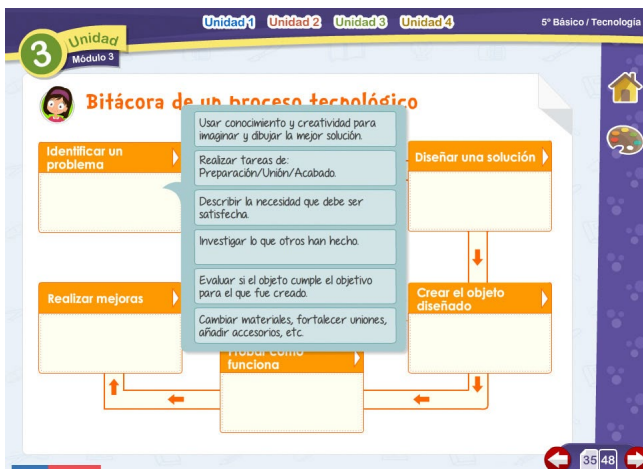 Unidad 1 Unidad 2 Unidad 3 Unidad 4
5º Básico / Tecnología
3 Unidad
Módulo 3
Bitácora de un proceso tecnológico
Usar conocimiento y creatividad para
imaginar y dibujar la mejor solución.
Realizar tareas de:
Preparación/Unión/Acabado.
Describir la necesidad que debe ser
satisfecha.
Investigar lo que otros han hecho.
Evaluar si el objeto cumple el objetivo
para el que fue creado.
Cambiar materiales, fortalecer uniones,
añadir accesorios, etc.
Identificar un
problema
Diseñar una solución
Realizar mejoras
Crear el objeto
diseñado
Probar cómo
funciona
35 48